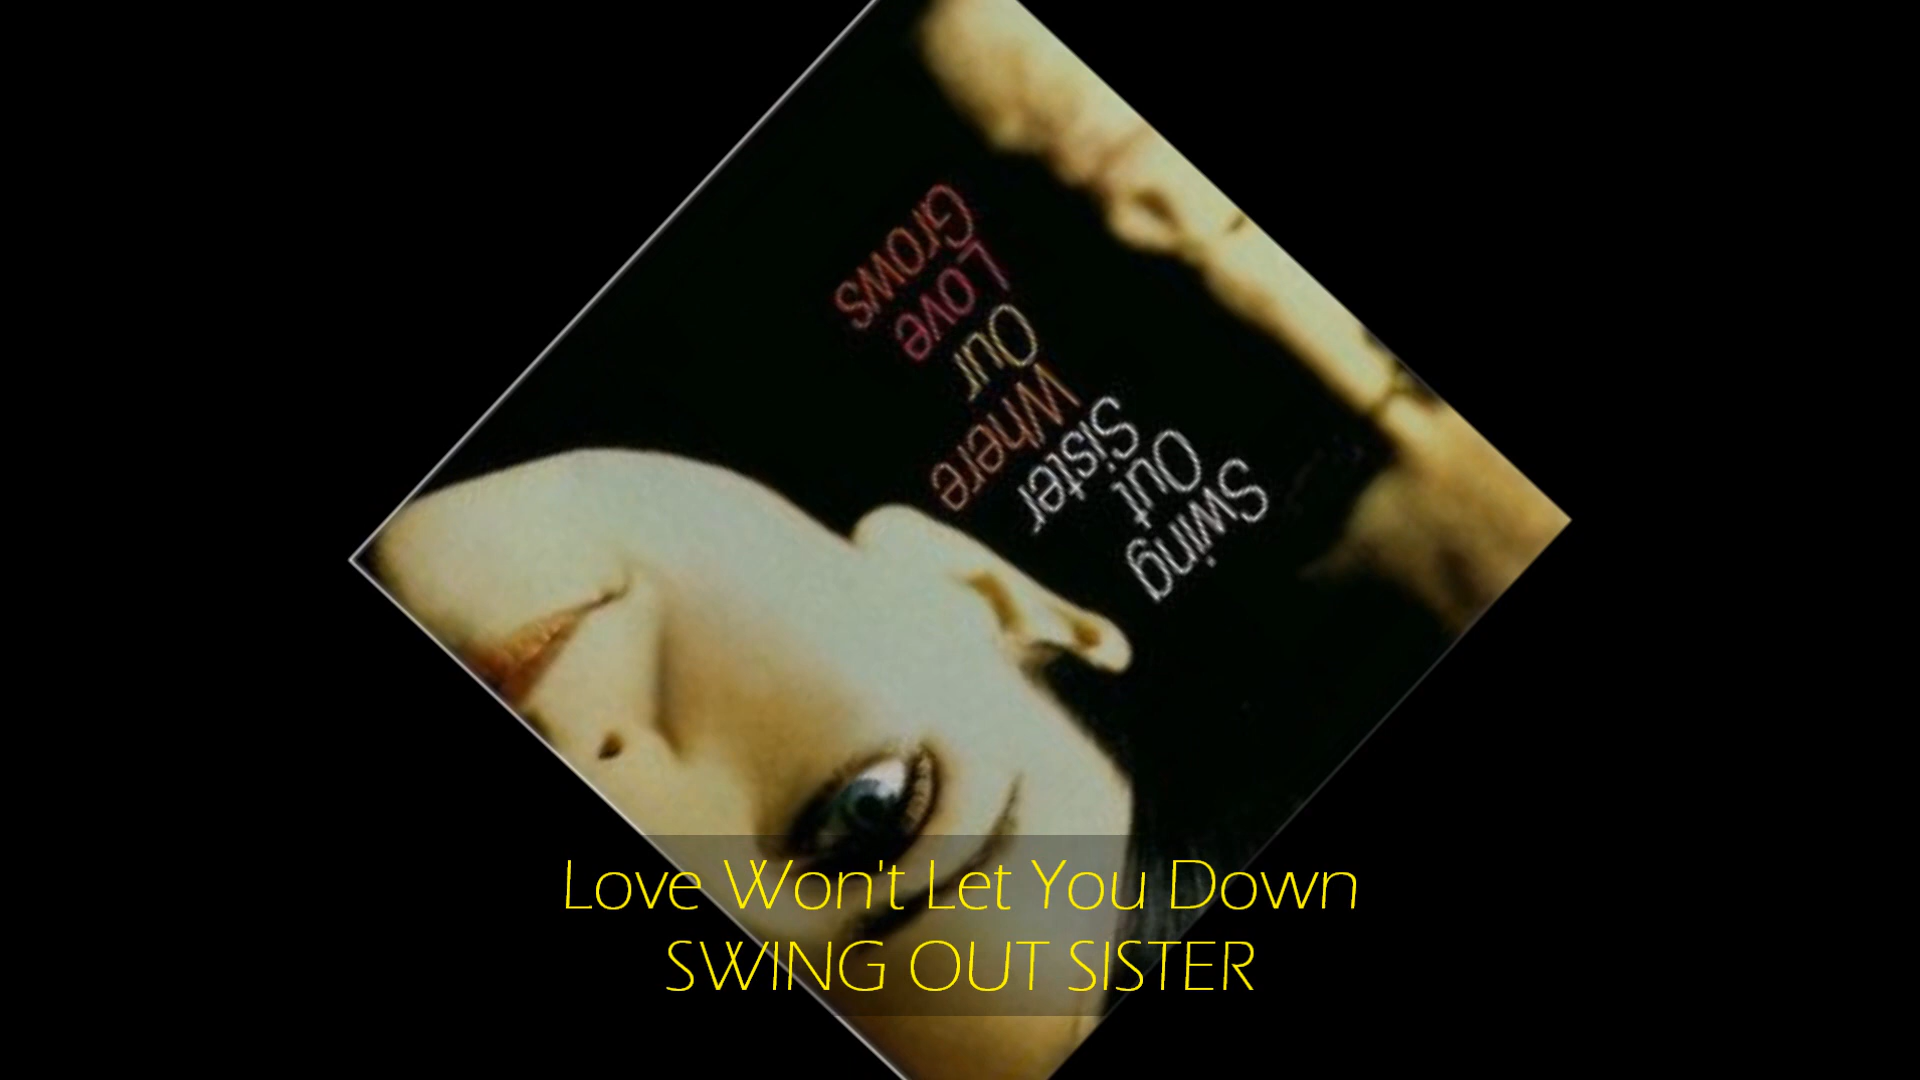 Swing
Out
Sister
Where
Our
Love
Grows
Love Won't Let You Down
SWING OUT SISTER